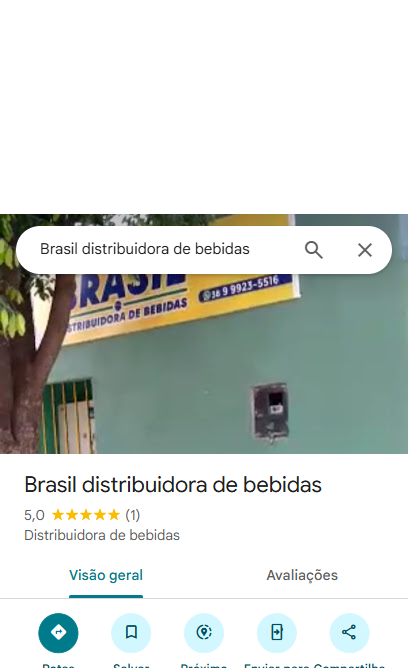 Brasil distribuidora de bebidas
BRASIL
DISTRIBUIDORA DE BEBIDAS
38 9 9923-5516
Brasil distribuidora de bebidas
5,0 (1)
Distribuidora de bebidas
Visão geral
Avaliações
Rotas
Salvar
Próximo
Enviar para
Compartilhe